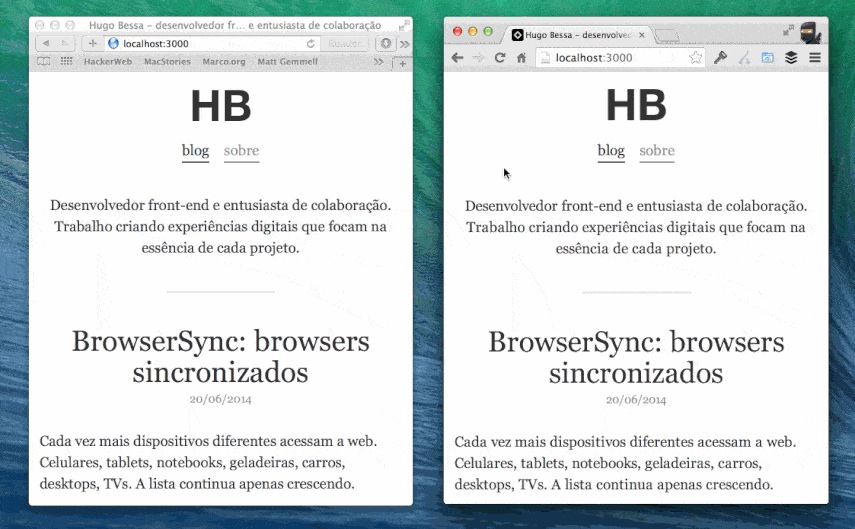 Hugo Bessa – desenvolvedor fr... e entusiasta de colaboração
localhost:3000
Reader
HackerWeb MacStories Marco.org Matt Gemmell
HB
blog sobre
Desenvolvedor front-end e entusiasta de colaboração.
Trabalho criando experiências digitais que focam na
essência de cada projeto.
BrowserSync: browsers
sincronizados
20/06/2014
Cada vez mais dispositivos diferentes acessam a web.
Celulares, tablets, notebooks, geladeiras, carros,
desktops, TVs. A lista continua apenas crescendo.
Hugo Bessa – desenvolved
localhost:3000
HB
blog sobre
Desenvolvedor front-end e entusiasta de colaboração.
Trabalho criando experiências digitais que focam na
essência de cada projeto.
BrowserSync: browsers
sincronizados
20/06/2014
Cada vez mais dispositivos diferentes acessam a web.
Celulares, tablets, notebooks, geladeiras, carros,
desktops, TVs. A lista continua apenas crescendo.